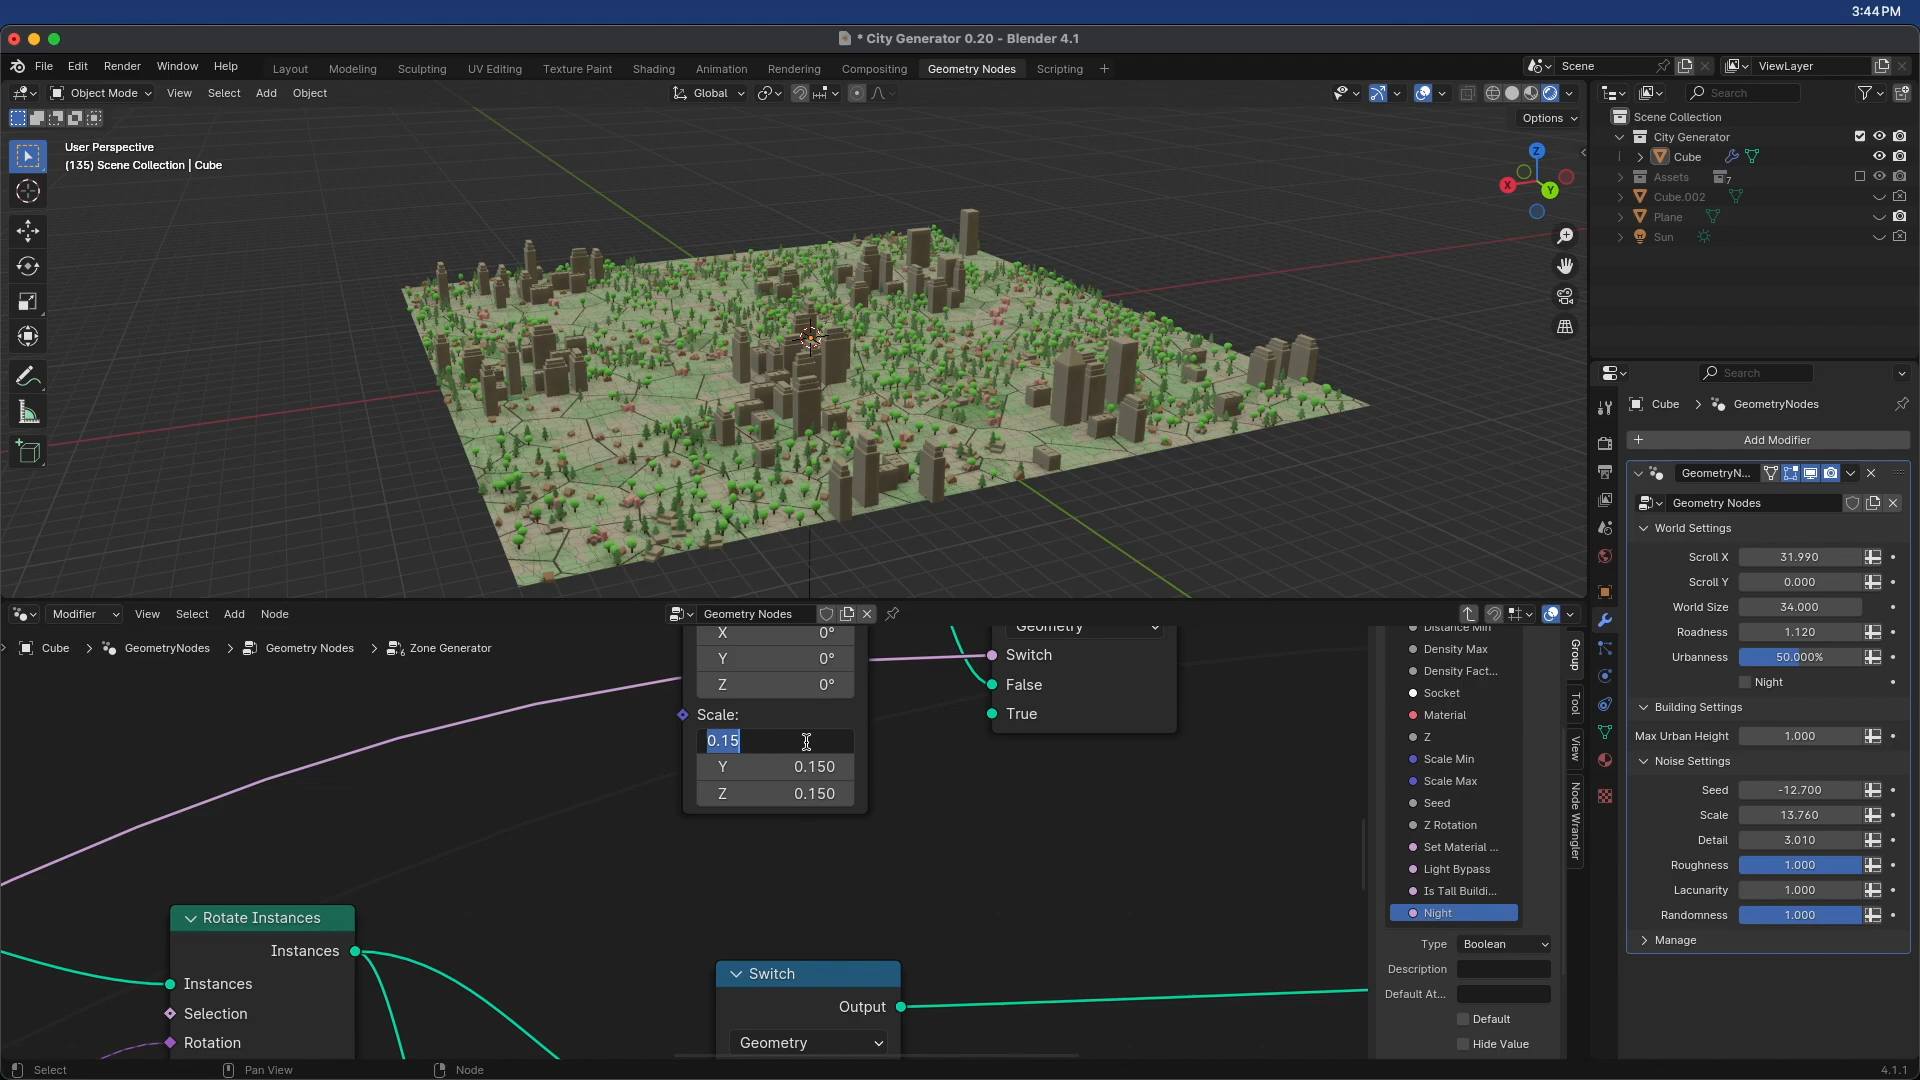 3:44 PM
* City Generator 0.20 - Blender 4.1
File Edit Render Window Help
Layout Modeling Sculpting UV Editing Texture Paint Shading Animation Rendering Compositing Geometry Nodes Scripting +
Scene
ViewLayer
Object Mode View Select Add Object
Global
Options
User Perspective
(135) Scene Collection | Cube
Z
X
Y
Search
Scene Collection
City Generator
Cube
Assets 7
Cube.002
Plane
Sun
Search
Cube > GeometryNodes
+ Add Modifier
GeometryN...
Geometry Nodes
World Settings
Scroll X 31.990
Scroll Y 0.000
World Size 34.000
Roadness 1.120
Urbanness 50.000%
Night
Building Settings
Max Urban Height 1.000
Noise Settings
Seed -12.700
Scale 13.760
Detail 3.010
Roughness 1.000
Lacunarity 1.000
Randomness 1.000
Manage
Modifier View Select Add Node
Geometry Nodes
Cube > GeometryNodes > Geometry Nodes > 6 Zone Generator
X 0°
Y 0°
Z 0°
Scale:
0.15
Y 0.150
Z 0.150
Geometry
Switch
False
True
Rotate Instances
Instances
Instances
Selection
Rotation
Switch
Output
Geometry
Distance Min
Density Max
Density Fact...
Socket
Material
Z
Scale Min
Scale Max
Seed
Z Rotation
Set Material ...
Light Bypass
Is Tall Buildi...
Night
Type Boolean
Description
Default At...
Default
Hide Value
Group
Tool
View
Node Wrangler
Select
Pan View
Node
4.1.1